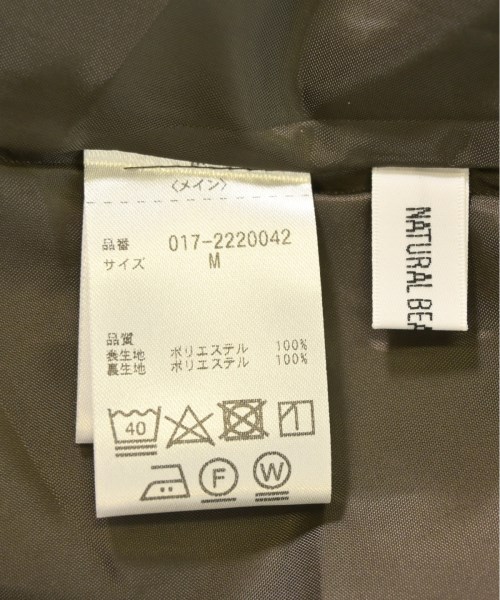 〈メイン〉
品番 017-2220042
サイズ M
品質
表生地 ポリエステル 100%
裏生地 ポリエステル 100%
40
F W
NATURAL